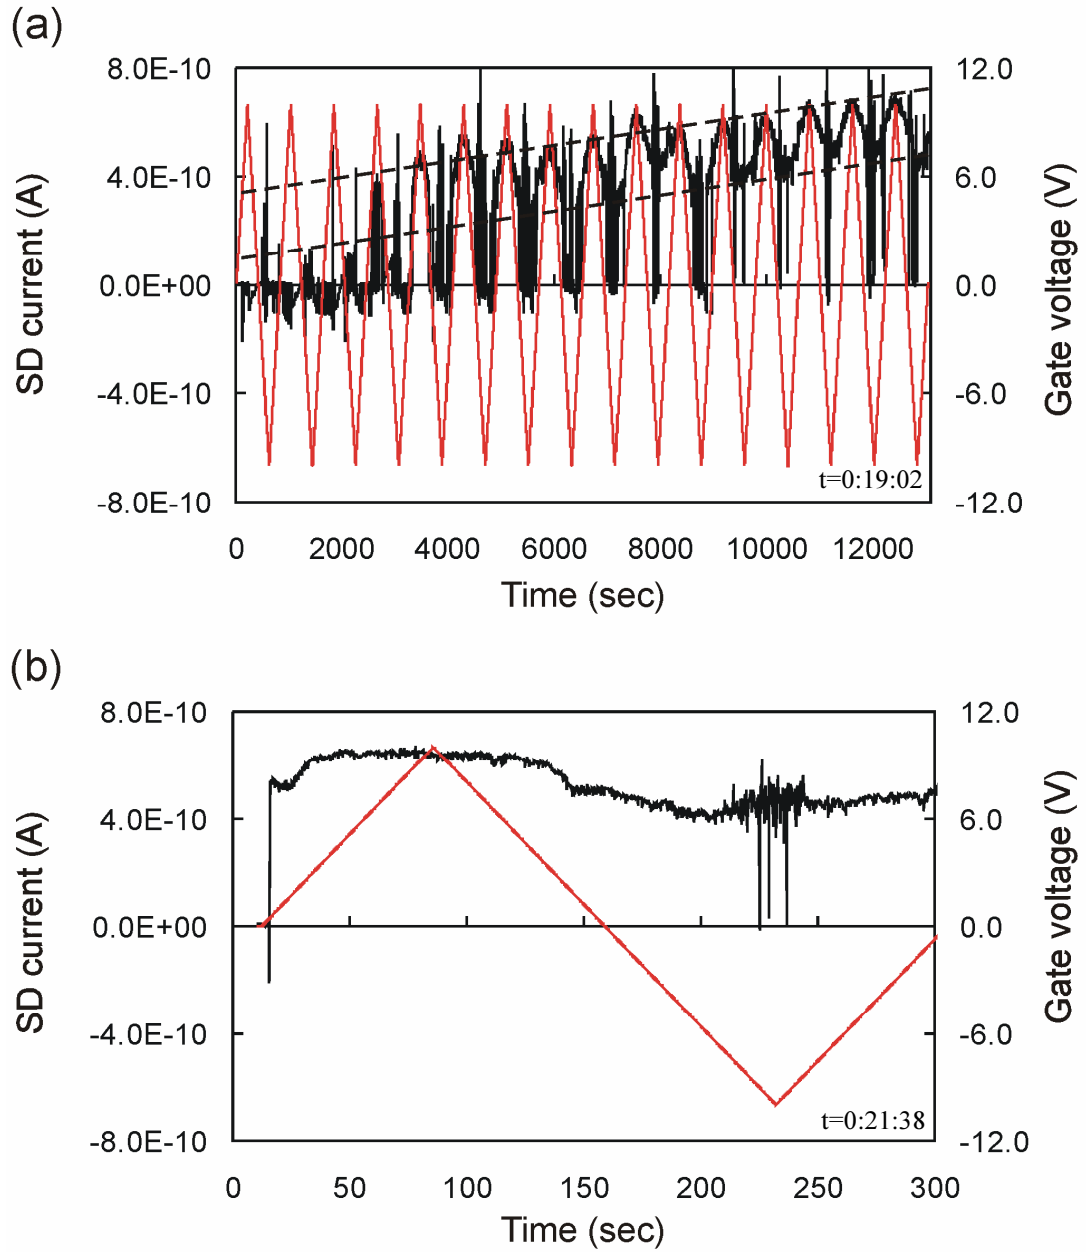 (a)
8.0E-10
4.0E-10
0.0E+00
-4.0E-10
-8.0E-10
SD current (A)
12.0
6.0
0.0
-6.0
-12.0
Gate voltage (V)
t=0:19:02
0 2000 4000 6000 8000 10000 12000
Time (sec)
(b)
8.0E-10
4.0E-10
0.0E+00
-4.0E-10
-8.0E-10
SD current (A)
12.0
6.0
0.0
-6.0
-12.0
Gate voltage (V)
t=0:21:38
0 50 100 150 200 250 300
Time (sec)